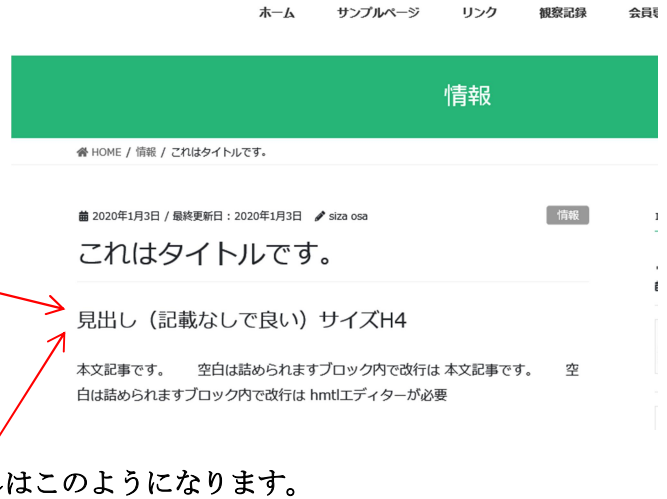 ホーム サンプルページ リンク 観察記録 会員
情報
HOME / 情報 / これはタイトルです。
2020年1月3日 / 最終更新日 : 2020年1月3日 siza osa 情報
これはタイトルです。
見出し（記載なしで良い）サイズH4
本文記事です。 空白は詰められますブロック内で改行は 本文記事です。 空
白は詰められますブロック内で改行は hmtlエディターが必要
はこのようになります。